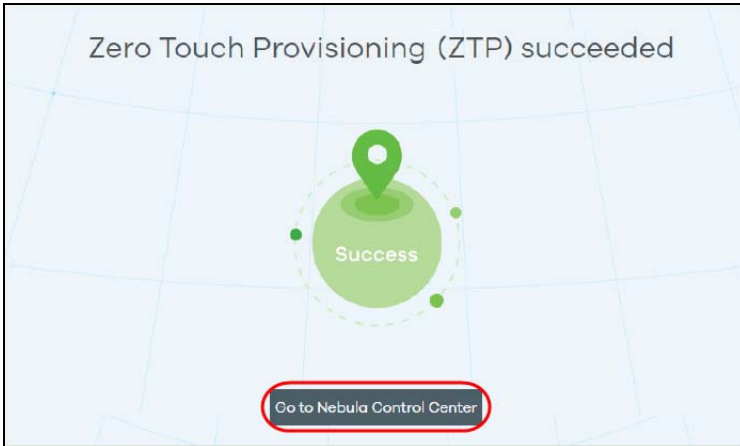 Zero Touch Provisioning (ZTP) succeeded
Success
Go to Nebula Control Center